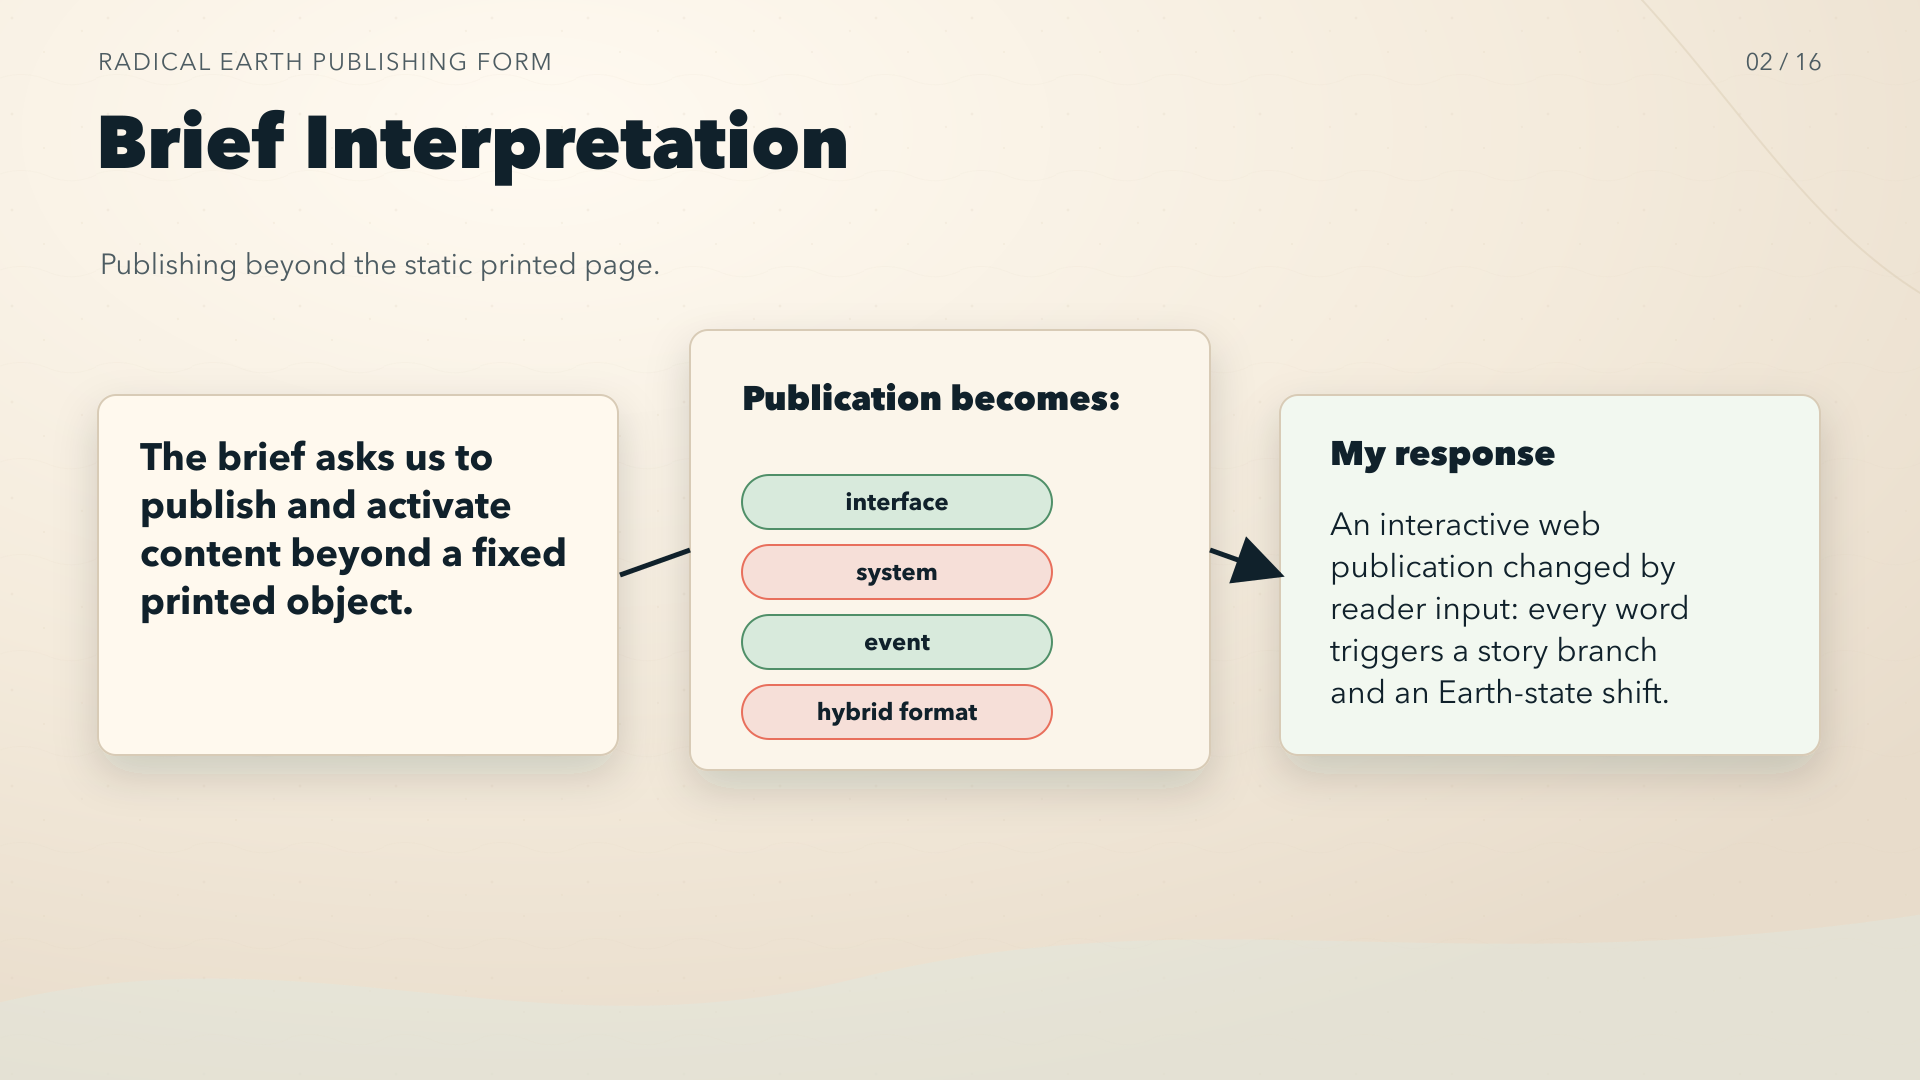 RADICAL EARTH PUBLISHING FORM
02 / 16
Brief Interpretation
Publishing beyond the static printed page.
The brief asks us to
publish and activate
content beyond a fixed
printed object.
Publication becomes:
interface
system
event
hybrid format
My response
An interactive web
publication changed by
reader input: every word
triggers a story branch
and an Earth-state shift.